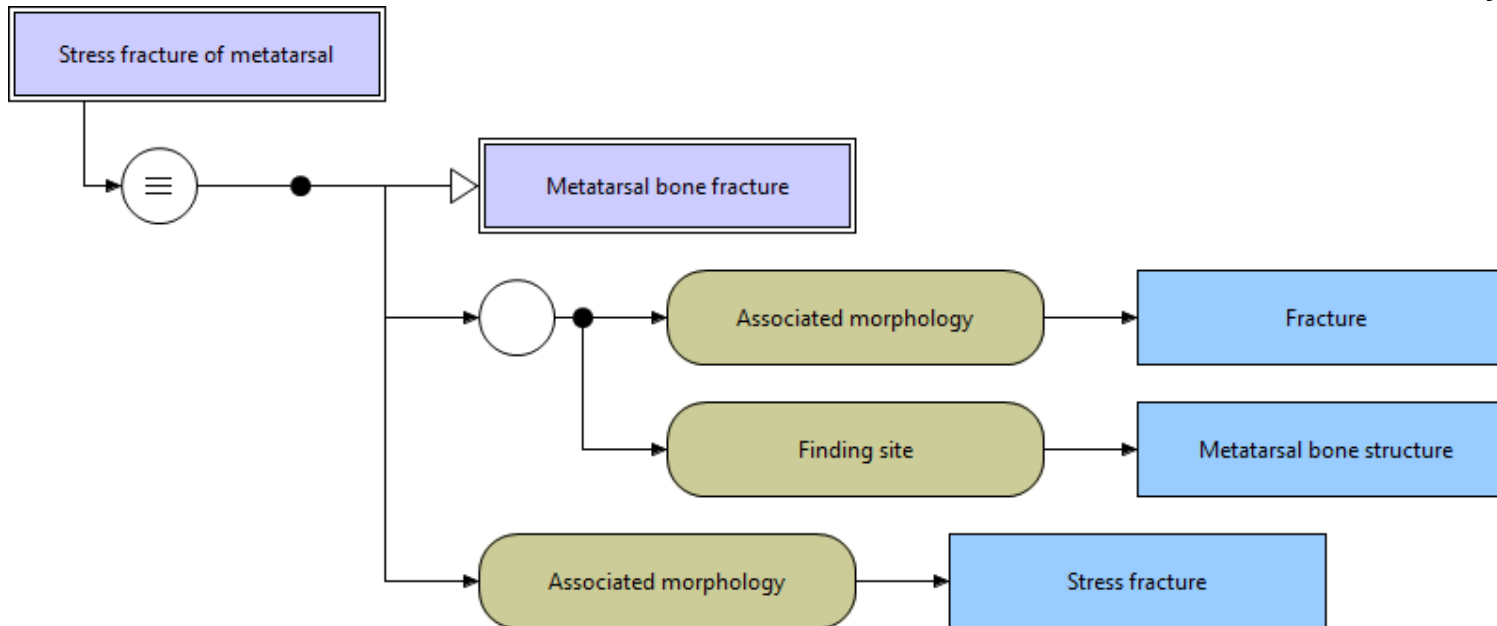 Stress fracture of metatarsal
≡
Metatarsal bone fracture
Associated morphology
Fracture
Finding site
Metatarsal bone structure
Associated morphology
Stress fracture